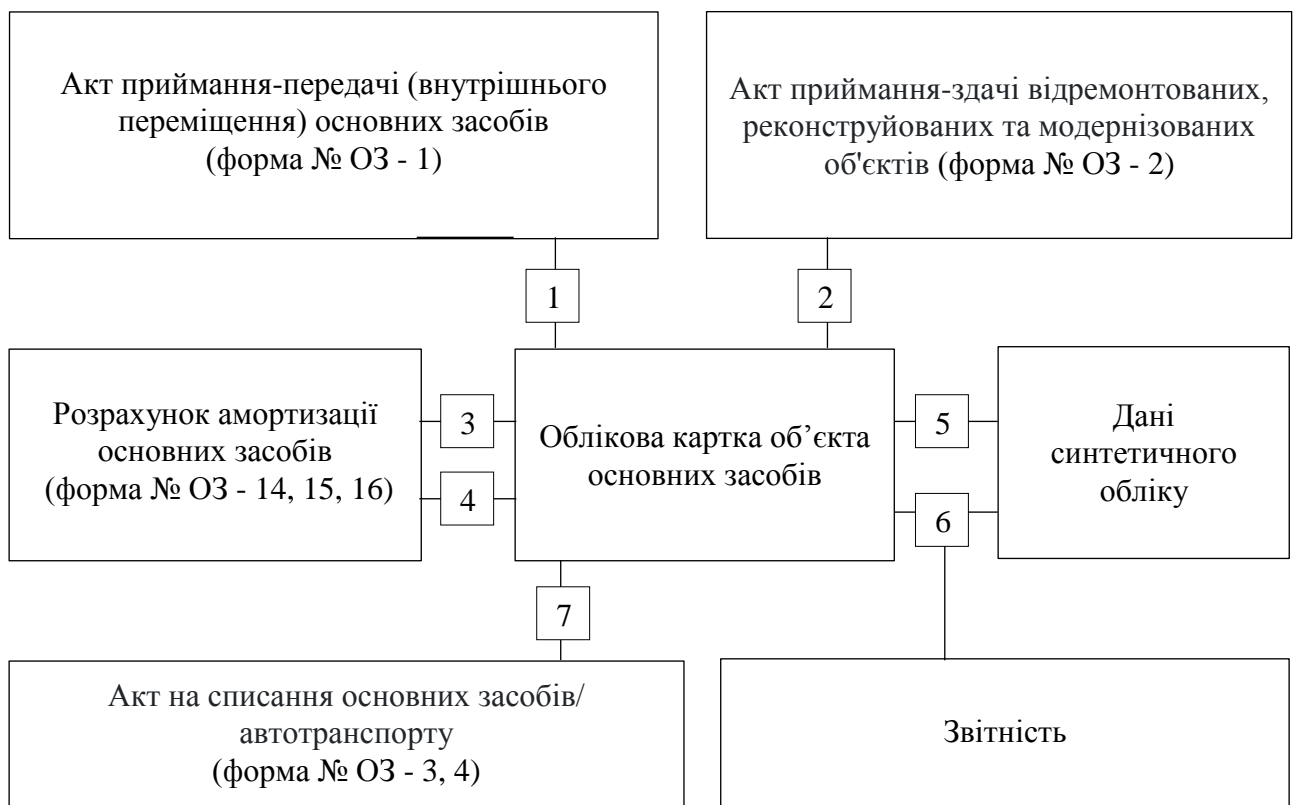 Акт приймання-передачі (внутрішнього
переміщення) основних засобів
(форма № ОЗ - 1)
Акт приймання-здачі відремонтованих,
реконструйованих та модернізованих
об'єктів (форма № ОЗ - 2)
1
2
Розрахунок амортизації
основних засобів
(форма № ОЗ - 14, 15, 16)
3
4
Облікова картка об’єкта
основних засобів
5
6
Дані
синтетичного
обліку
7
Акт на списання основних засобів/
автотранспорту
(форма № ОЗ - 3, 4)
Звітність